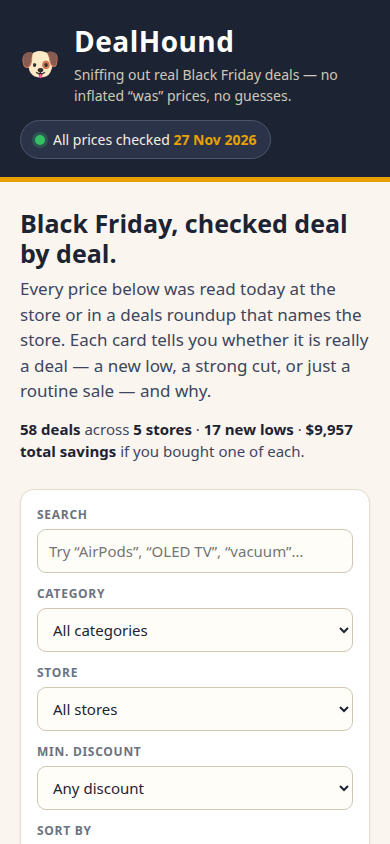 DealHound
Sniffing out real Black Friday deals — no
inflated “was” prices, no guesses.
All prices checked 27 Nov 2026
Black Friday, checked deal
by deal.
Every price below was read today at the
store or in a deals roundup that names the
store. Each card tells you whether it is really
a deal — a new low, a strong cut, or just a
routine sale — and why.
58 deals across 5 stores · 17 new lows · $9,957
total savings if you bought one of each.
SEARCH
Try “AirPods”, “OLED TV”, “vacuum”…
CATEGORY
All categories
STORE
All stores
MIN. DISCOUNT
Any discount
SORT BY